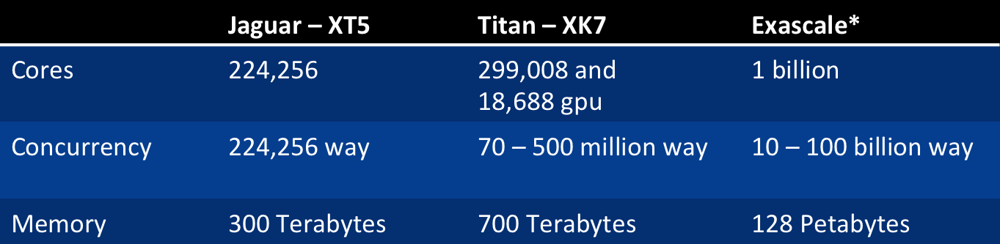 Jaguar – XT5 Titan – XK7 Exascale*
Cores 224,256 299,008 and 1 billion
18,688 gpu
Concurrency 224,256 way 70 – 500 million way 10 – 100 billion way
Memory 300 Terabytes 700 Terabytes 128 Petabytes